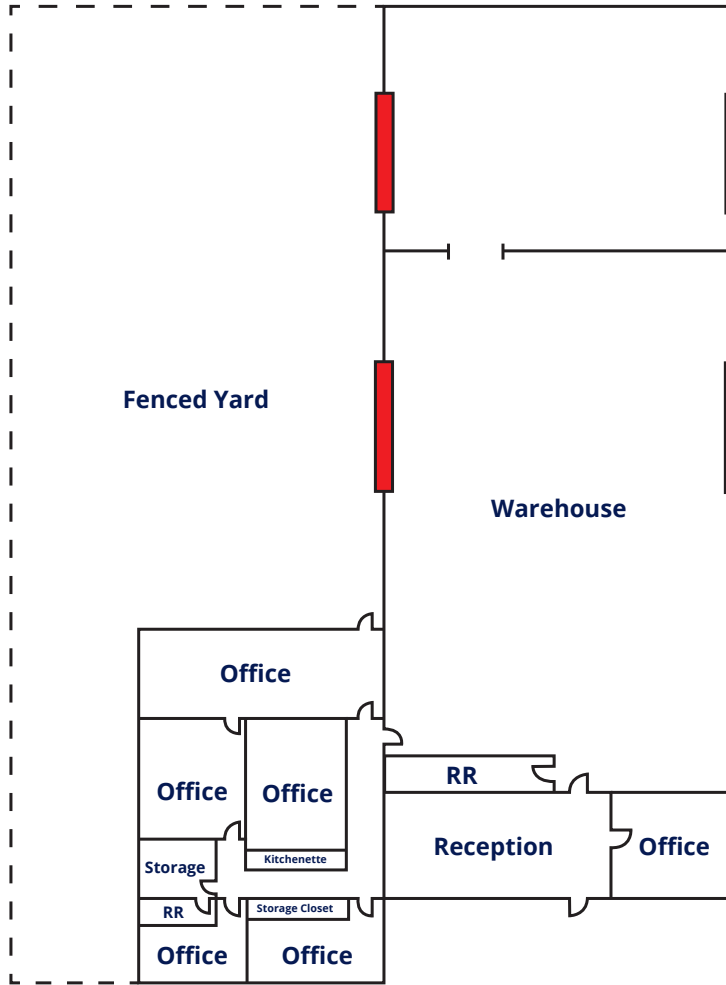 Fenced Yard
Warehouse
Office
RR
Office
Office
Reception
Office
Kitchenette
Storage
RR
Storage Closet
Office
Office